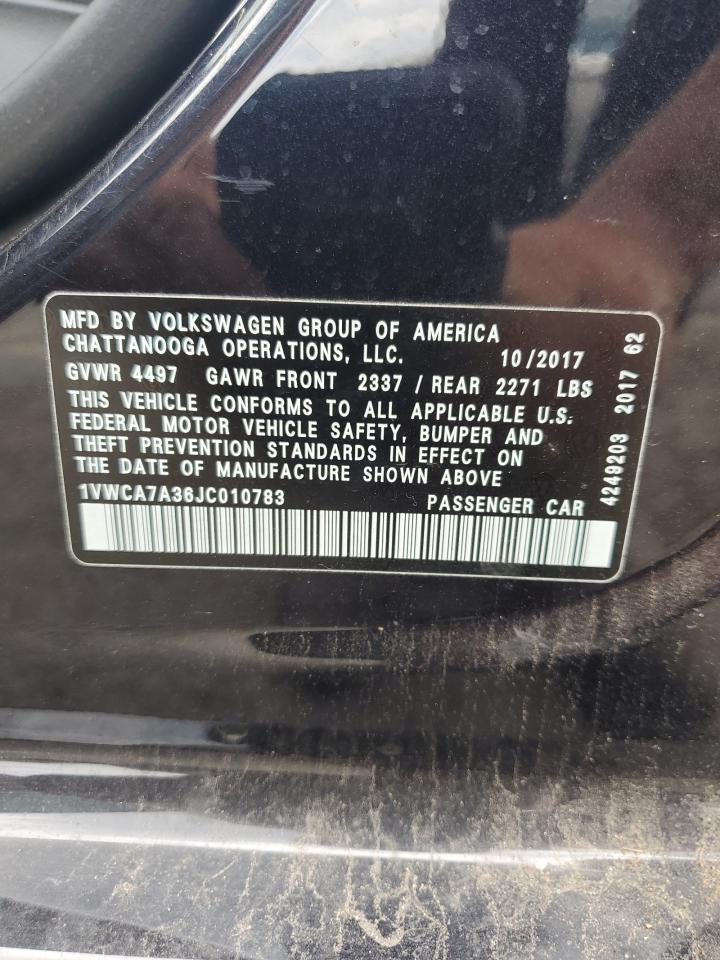 MFD BY VOLKSWAGEN GROUP OF AMERICA
CHATTANOOGA OPERATIONS, LLC. 10/2017
GVWR 4497 GAWR FRONT 2337 / REAR 2271 LBS
THIS VEHICLE CONFORMS TO ALL APPLICABLE U.S.
FEDERAL MOTOR VEHICLE SAFETY, BUMPER AND
THEFT PREVENTION STANDARDS IN EFFECT ON
THE DATE OF MANUFACTURE SHOWN ABOVE
1VWCA7A36JC010783 PASSENGER CAR
4249203 2017 62